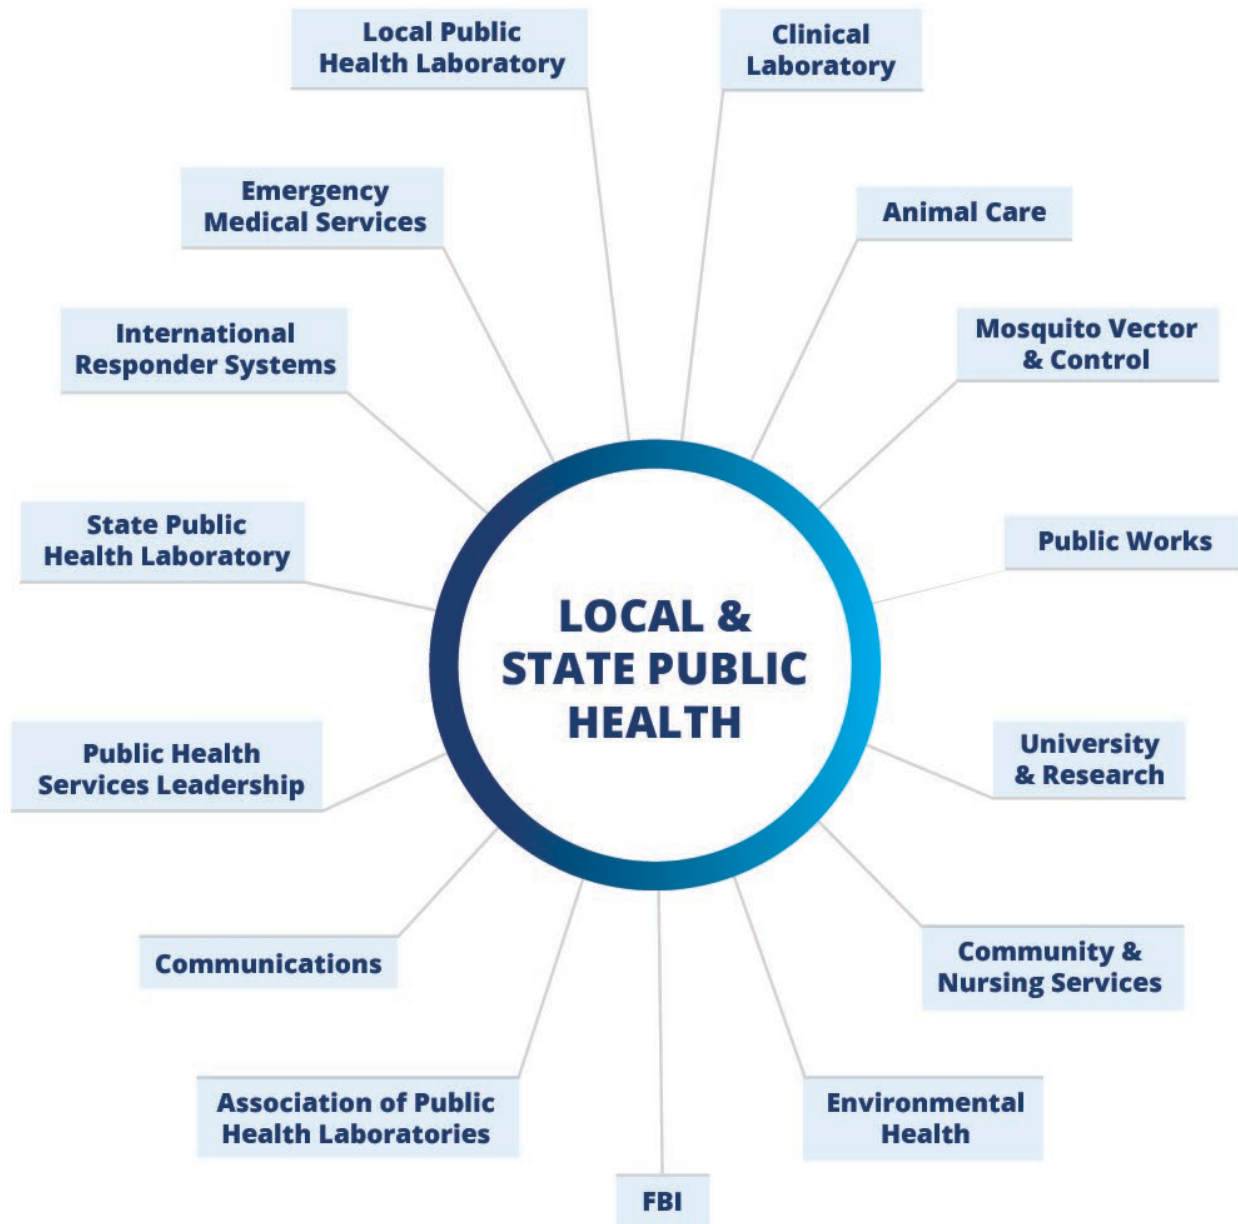 Local Public
Health Laboratory
Clinical
Laboratory
Emergency
Medical Services
Animal Care
International
Responder Systems
Mosquito Vector
& Control
State Public
Health Laboratory
Public Works
LOCAL &
STATE PUBLIC
HEALTH
Public Health
Services Leadership
University
& Research
Communications
Community &
Nursing Services
Association of Public
Health Laboratories
Environmental
Health
FBI